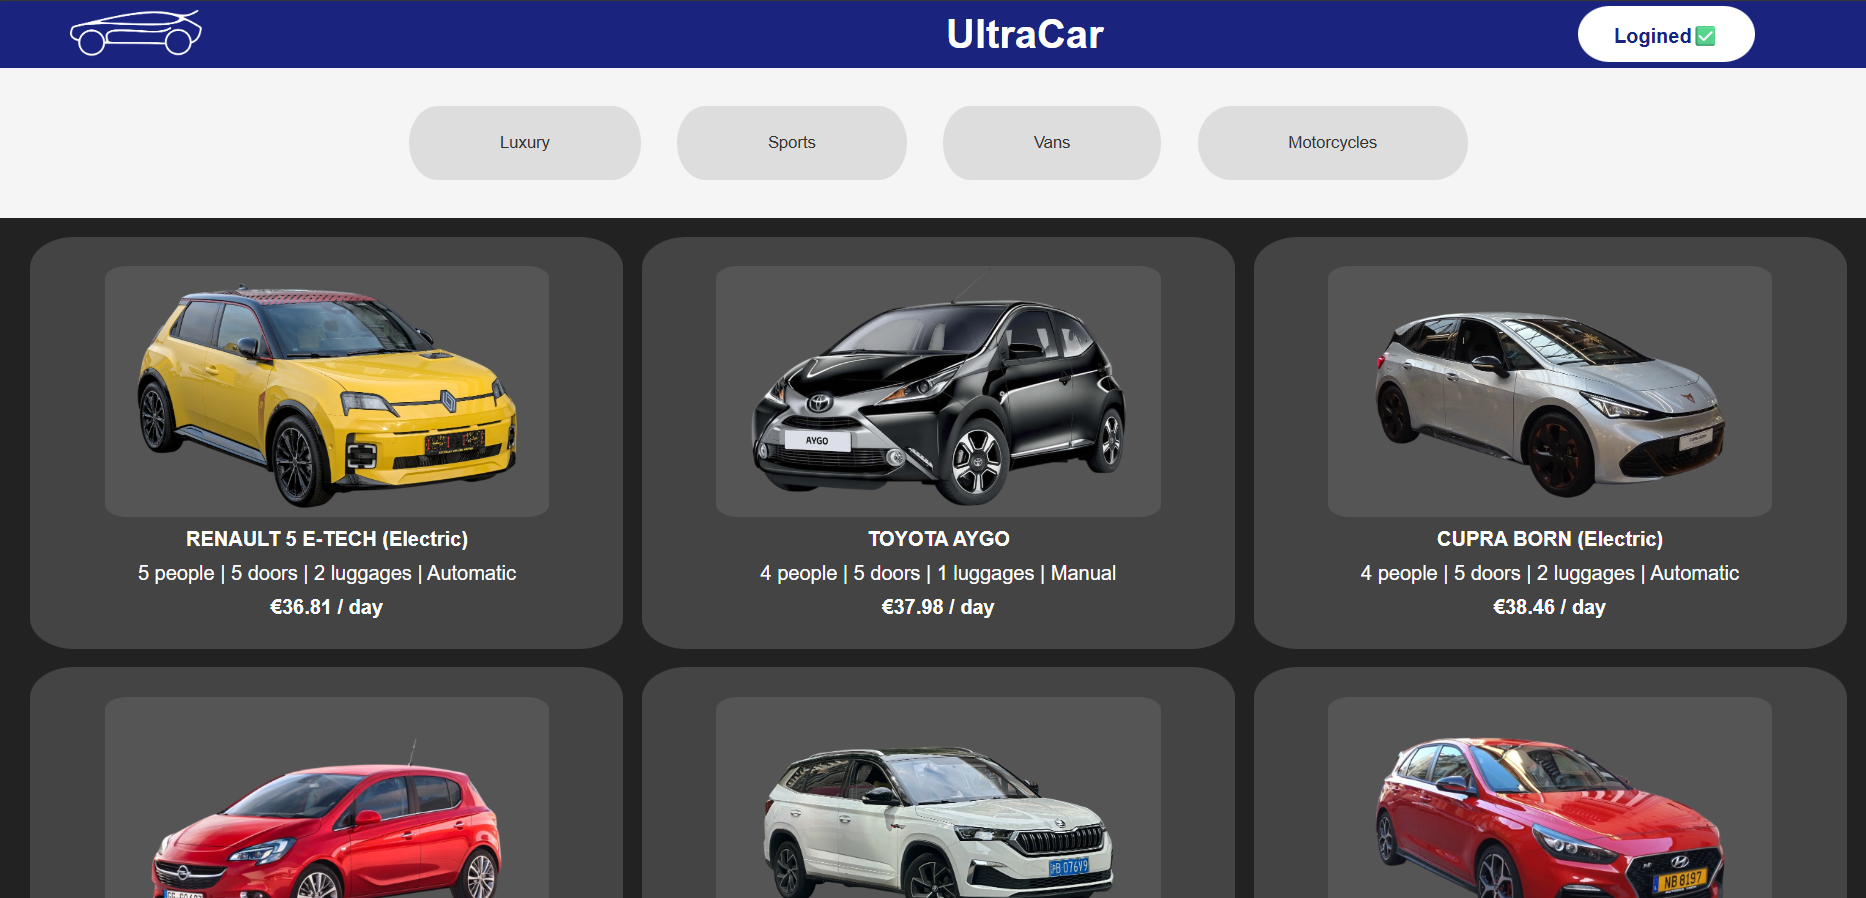 UltraCar
Logined✅
Luxury
Sports
Vans
Motorcycles
AYGO
RENAULT 5 E-TECH (Electric)
5 people | 5 doors | 2 luggages | Automatic
€36.81 / day
TOYOTA AYGO
4 people | 5 doors | 1 luggages | Manual
€37.98 / day
CUPRA BORN (Electric)
4 people | 5 doors | 2 luggages | Automatic
€38.46 / day
B 076V9
NB 8197